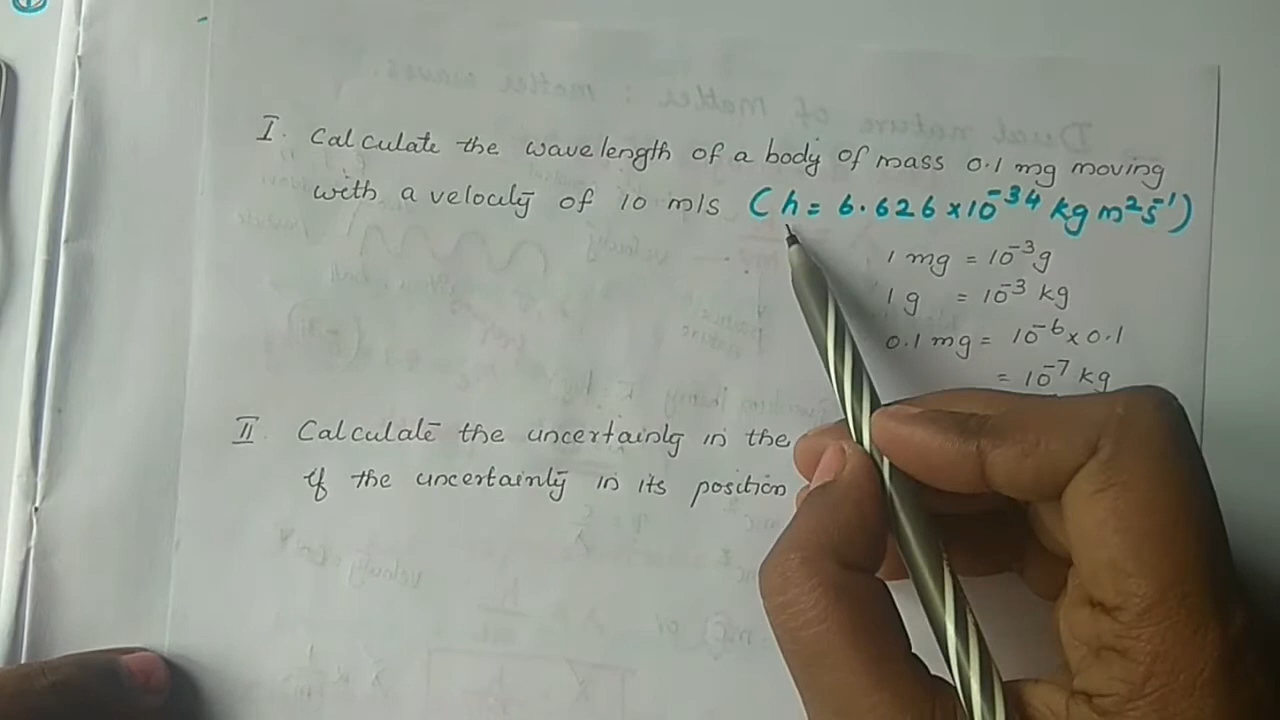 I. Calculate the wavelength of a body of mass 0.1 mg moving
with a velocity of 10 m/s (h = 6.626 × 10⁻³⁴ kg m² s⁻¹)
1 mg = 10⁻³ g
1 g = 10⁻³ kg
0.1 mg = 10⁻⁶ × 0.1
= 10⁻⁷ kg
II. Calculate the uncertainty in the
if the uncertainty in its position